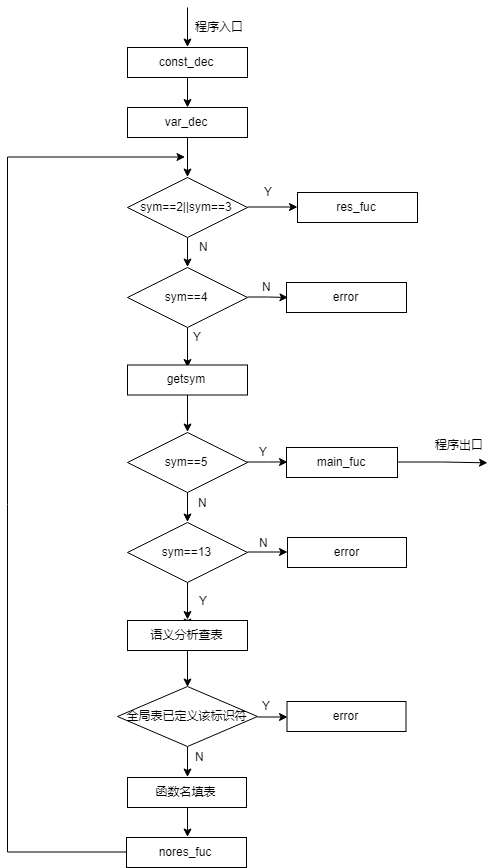 程序入口
const_dec
var_dec
sym==2||sym==3
Y
res_fuc
N
sym==4
N
error
Y
getsym
sym==5
Y
main_fuc
程序出口
N
sym==13
N
error
Y
语义分析查表
全局表已定义该标识符
Y
error
N
函数名填表
nores_fuc